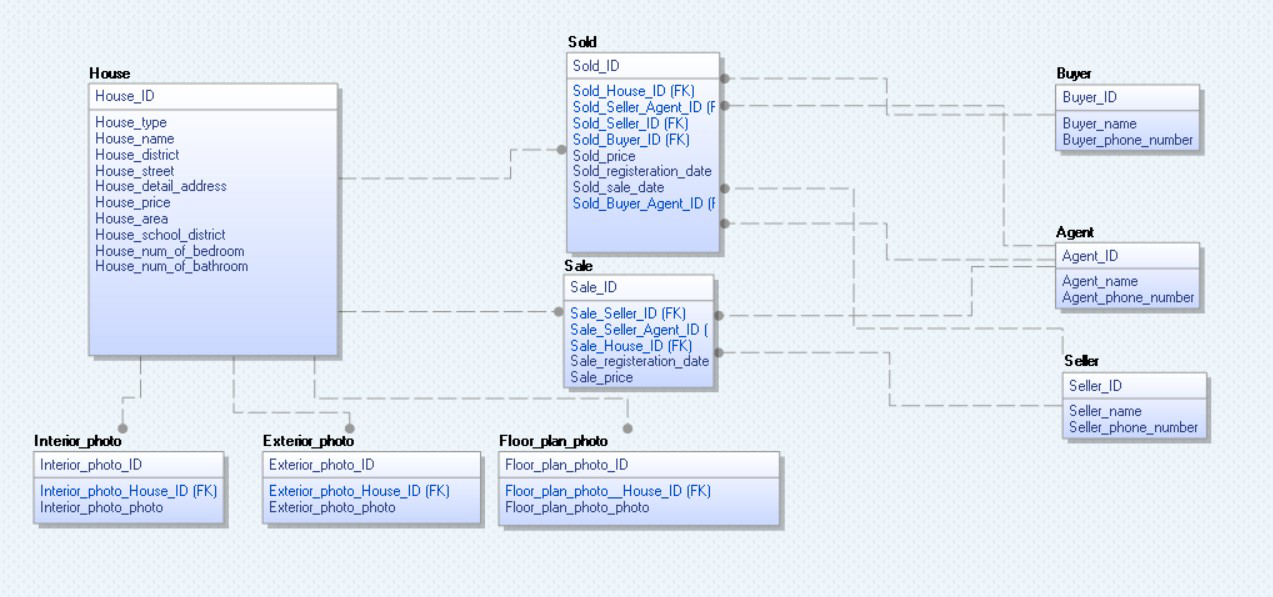 House
House_ID
House_type
House_name
House_district
House_street
House_detail_address
House_price
House_area
House_school_district
House_num_of_bedroom
House_num_of_bathroom
Sold
Sold_ID
Sold_House_ID (FK)
Sold_Seller_Agent_ID (F
Sold_Seller_ID (FK)
Sold_Buyer_ID (FK)
Sold_price
Sold_registeration_date
Sold_sale_date
Sold_Buyer_Agent_ID (F
Sale
Sale_ID
Sale_Seller_ID (FK)
Sale_Seller_Agent_ID (
Sale_House_ID (FK)
Sale_registeration_date
Sale_price
Buyer
Buyer_ID
Buyer_name
Buyer_phone_number
Agent
Agent_ID
Agent_name
Agent_phone_number
Seller
Seller_ID
Seller_name
Seller_phone_number
Interior_photo
Interior_photo_ID
Interior_photo_House_ID (FK)
Interior_photo_photo
Exterior_photo
Exterior_photo_ID
Exterior_photo_House_ID (FK)
Exterior_photo_photo
Floor_plan_photo
Floor_plan_photo_ID
Floor_plan_photo__House_ID (FK)
Floor_plan_photo_photo